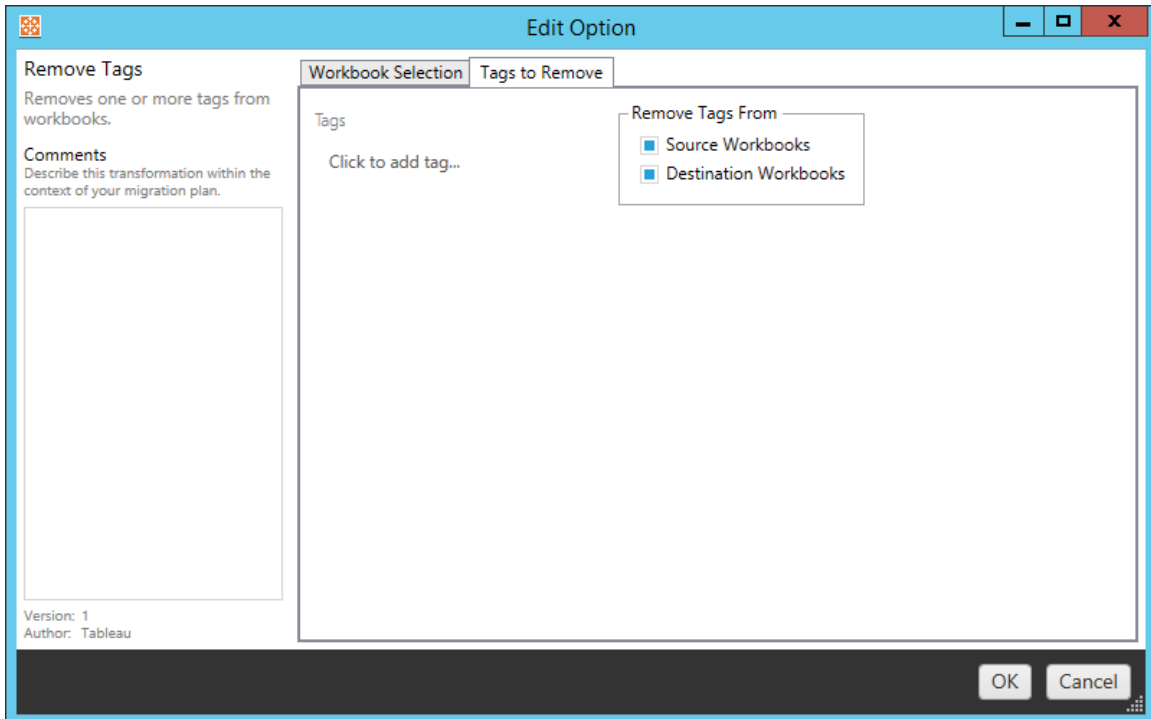 Edit Option
Remove Tags
Removes one or more tags from
workbooks.
Comments
Describe this transformation within the
context of your migration plan.
Version: 1
Author: Tableau
Workbook Selection
Tags to Remove
Tags
Click to add tag...
Remove Tags From
Source Workbooks
Destination Workbooks
OK
Cancel